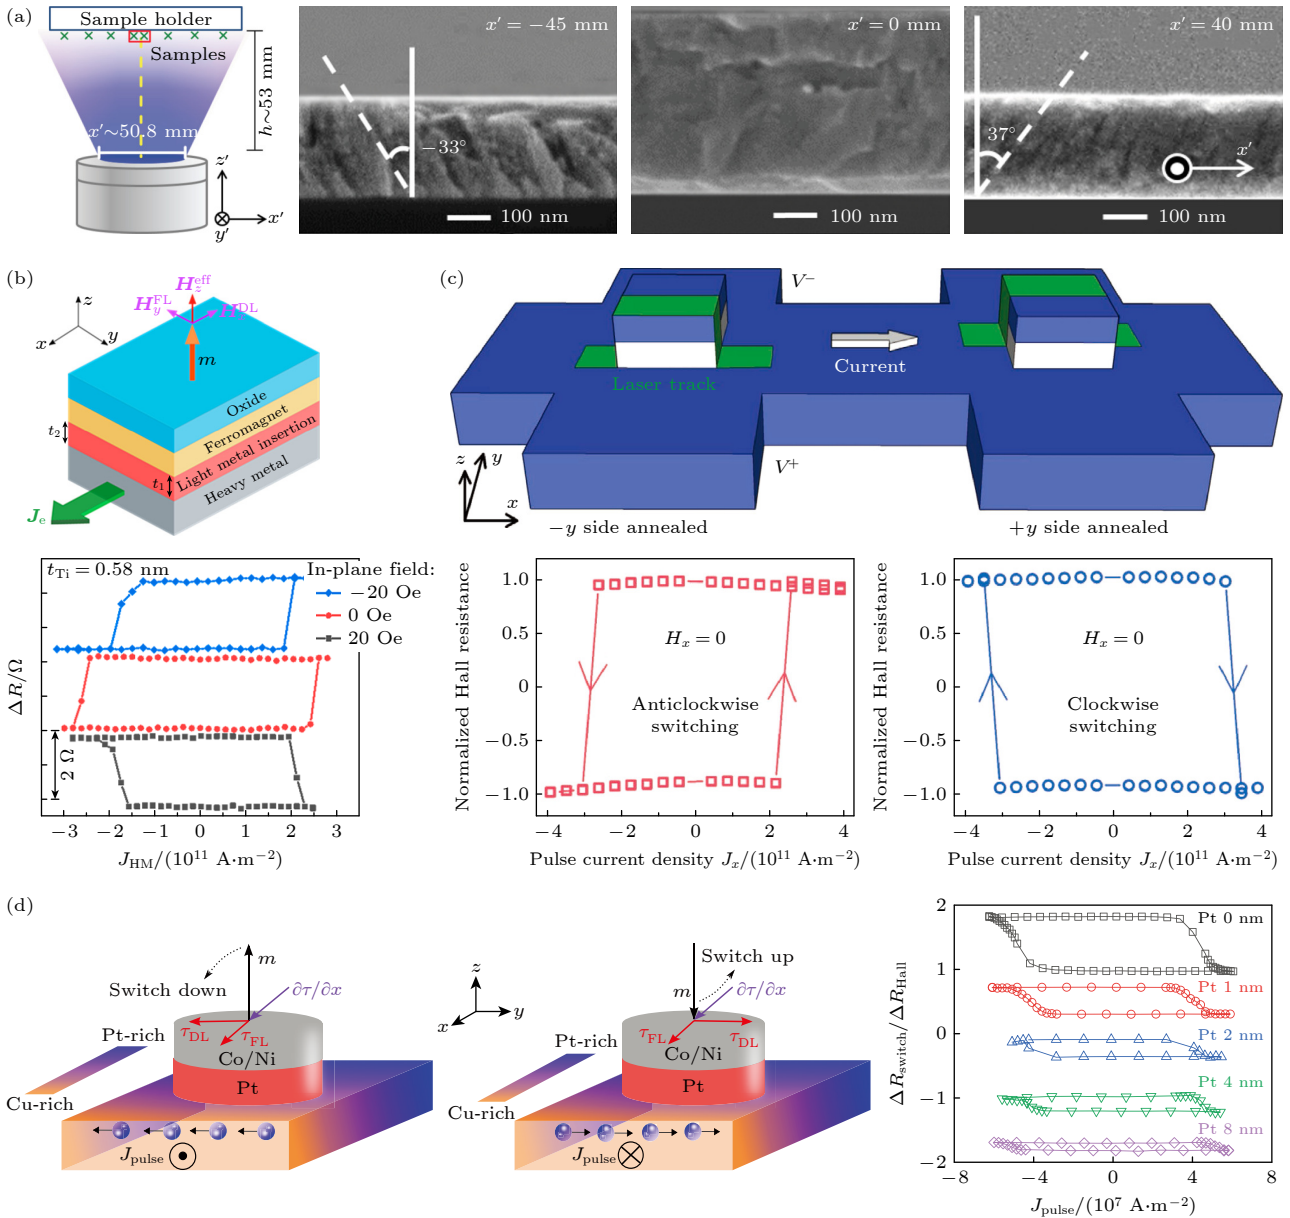 (a)
Sample holder
Samples
h~53 mm
x′~50.8 mm
z′
x′
y′
x′ = −45 mm
−33°
100 nm
x′ = 0 mm
100 nm
x′ = 40 mm
37°
x′
100 nm
(b)
z
x
y
H_z^eff
H_y^FL
H^DL
m
Oxide
Ferromagnet
Light metal insertion
Heavy metal
t₂
t₁
J_e
t_Ti = 0.58 nm
In-plane field:
−20 Oe
0 Oe
20 Oe
2 Ω
ΔR/Ω
−3 −2 −1 0 1 2 3
J_HM/(10¹¹ A·m⁻²)
(c)
V⁻
Current
Laser track
V⁺
z
y
x
−y side annealed
+y side annealed
Normalized Hall resistance
1.0
0.5
0
−0.5
−1.0
H_x = 0
Anticlockwise
switching
−4 −2 0 2 4
Pulse current density J_x/(10¹¹ A·m⁻²)
Normalized Hall resistance
1.0
0.5
0
−0.5
−1.0
H_x = 0
Clockwise
switching
−4 −2 0 2 4
Pulse current density J_x/(10¹¹ A·m⁻²)
(d)
m
Switch down
∂τ/∂x
τ_DL
τ_FL
Pt-rich
Co/Ni
Pt
Cu-rich
J_pulse
z
y
x
Switch up
m
∂τ/∂x
τ_FL
τ_DL
Pt-rich
Co/Ni
Pt
Cu-rich
J_pulse
ΔR_switch/ΔR_Hall
2
1
0
−1
−2
Pt 0 nm
Pt 1 nm
Pt 2 nm
Pt 4 nm
Pt 8 nm
−8 −4 0 4 8
J_pulse/(10⁷ A·m⁻²)